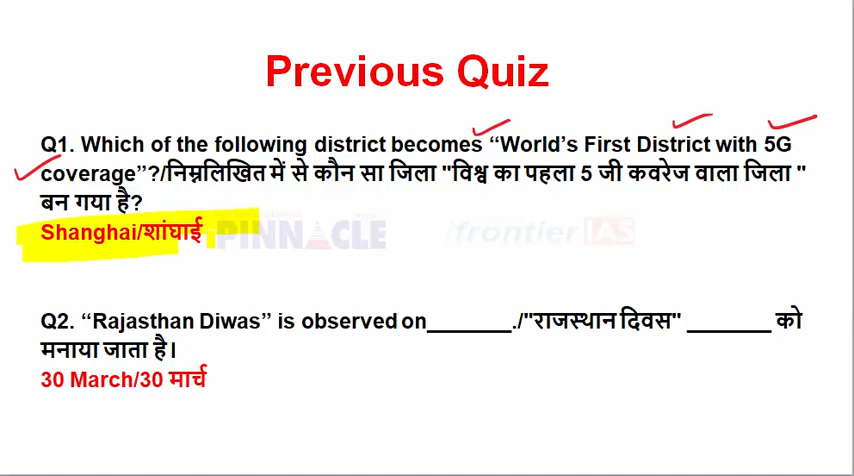 Previous Quiz
Q1. Which of the following district becomes “World’s First District with 5G
coverage”?/निम्नलिखित में से कौन सा जिला "विश्व का पहला 5 जी कवरेज वाला जिला "
बन गया है?
Shanghai/शांघाई
PINNACLE
frontier IAS
Q2. “Rajasthan Diwas” is observed on_______./"राजस्थान दिवस" _______ को
मनाया जाता है।
30 March/30 मार्च